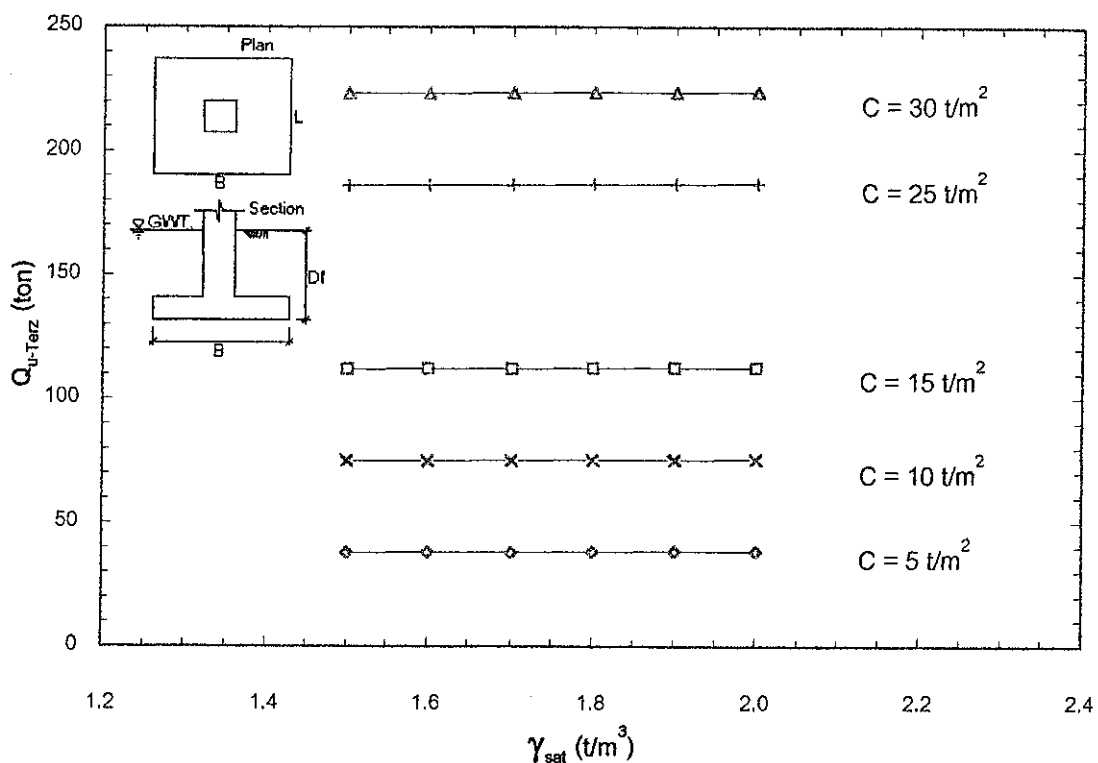 250
200
150
100
50
0
Q u-Terz (ton)
Plan
L
B
Section
GWT
Df
B
C = 30 t/m²
C = 25 t/m²
C = 15 t/m²
C = 10 t/m²
C = 5 t/m²
1.2 1.4 1.6 1.8 2.0 2.2 2.4
γsat (t/m³)